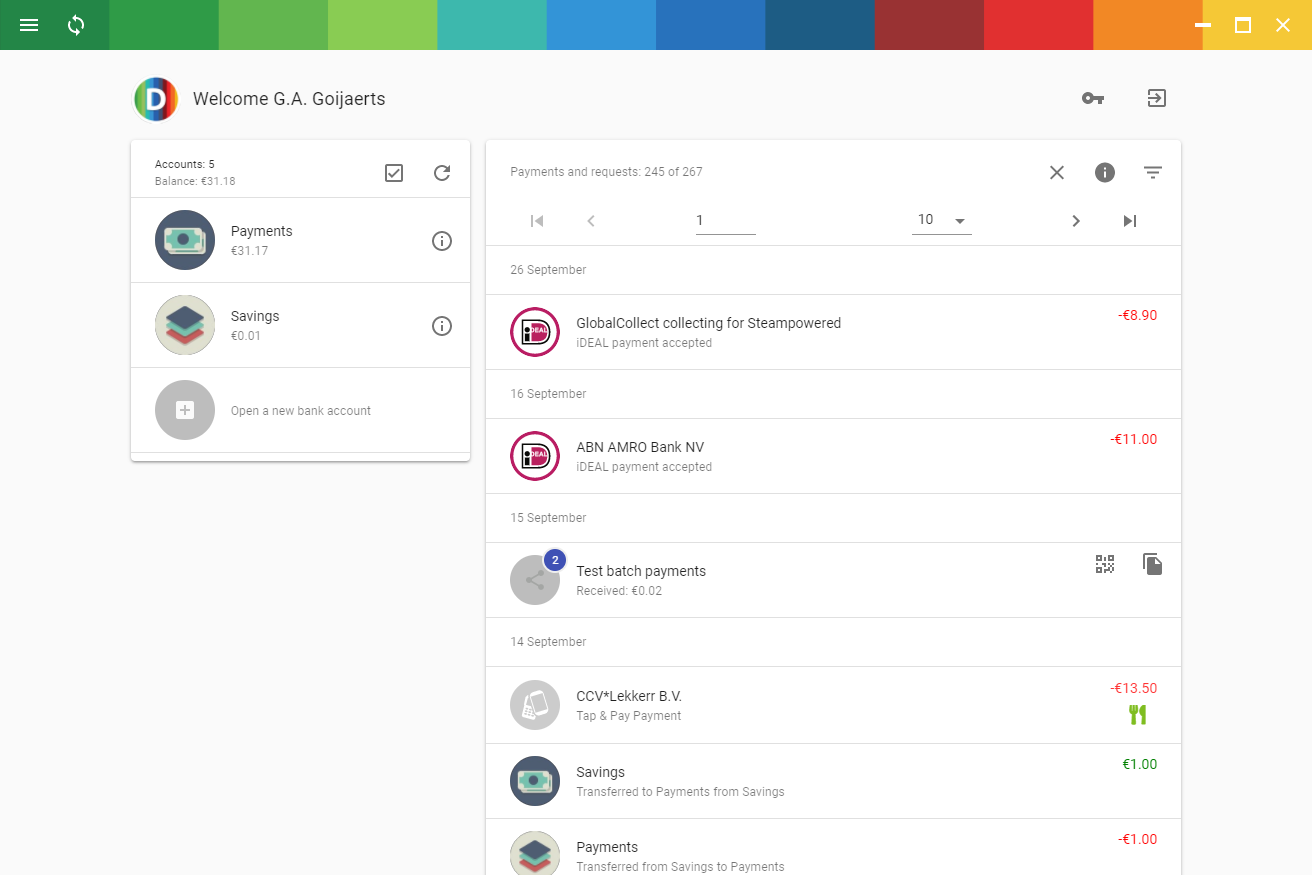 D
Welcome G.A. Goijaerts
Accounts: 5
Balance: €31.18
Payments
€31.17
Savings
€0.01
Open a new bank account
Payments and requests: 245 of 267
1
10
26 September
GlobalCollect collecting for Steampowered
iDEAL payment accepted
-€8.90
iDEAL
16 September
ABN AMRO Bank NV
iDEAL payment accepted
-€11.00
iDEAL
15 September
2
Test batch payments
Received: €0.02
14 September
CCV*Lekkerr B.V.
Tap & Pay Payment
-€13.50
Savings
Transferred to Payments from Savings
€1.00
Payments
Transferred from Savings to Payments
-€1.00